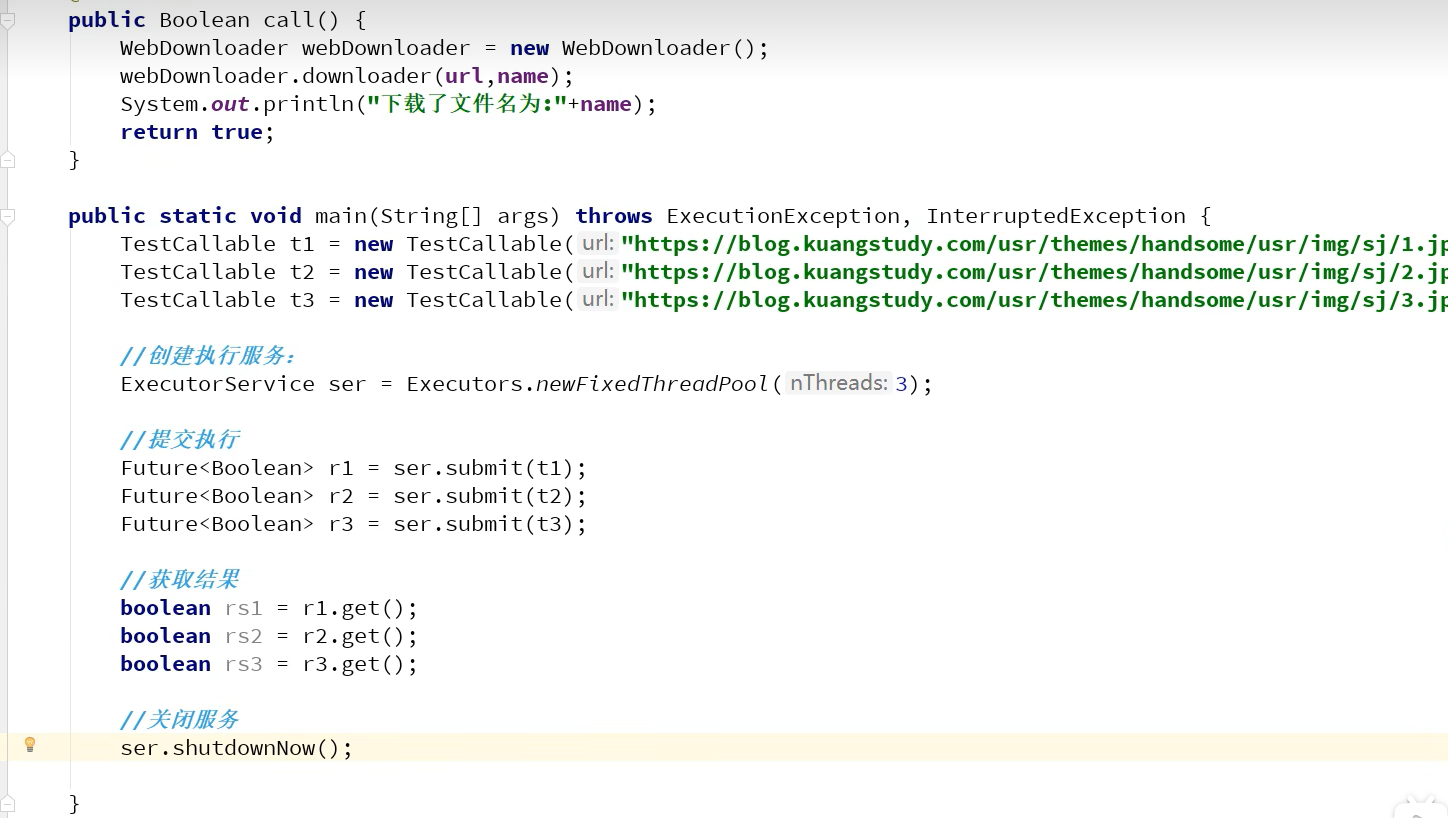 public Boolean call() {
WebDownloader webDownloader = new WebDownloader();
webDownloader.downloader(url,name);
System.out.println("下载了文件名为:"+name);
return true;
}
public static void main(String[] args) throws ExecutionException, InterruptedException {
TestCallable t1 = new TestCallable( url: "https://blog.kuangstudy.com/usr/themes/handsome/usr/img/sj/1.jp
TestCallable t2 = new TestCallable( url: "https://blog.kuangstudy.com/usr/themes/handsome/usr/img/sj/2.jp
TestCallable t3 = new TestCallable( url: "https://blog.kuangstudy.com/usr/themes/handsome/usr/img/sj/3.jp
//创建执行服务：
ExecutorService ser = Executors.newFixedThreadPool( nThreads: 3);
//提交执行
Future<Boolean> r1 = ser.submit(t1);
Future<Boolean> r2 = ser.submit(t2);
Future<Boolean> r3 = ser.submit(t3);
//获取结果
boolean rs1 = r1.get();
boolean rs2 = r2.get();
boolean rs3 = r3.get();
//关闭服务
ser.shutdownNow();
}